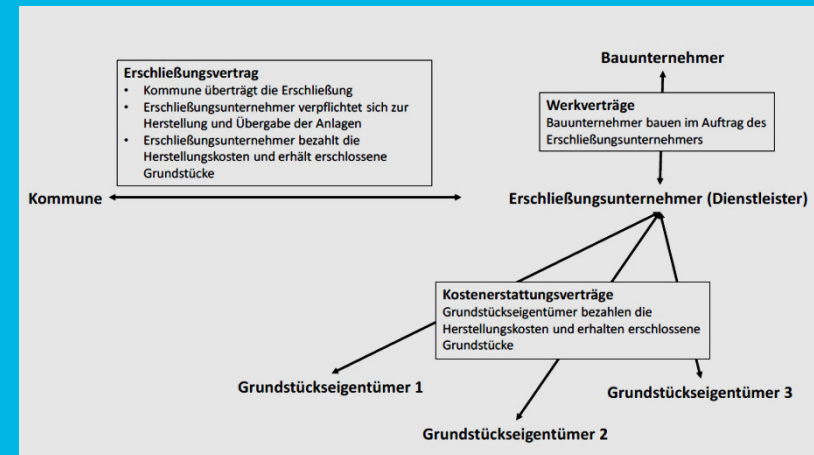 Erschließungsvertrag
• Kommune überträgt die Erschließung
• Erschließungsunternehmer verpflichtet sich zur
Herstellung und Übergabe der Anlagen
• Erschließungsunternehmer bezahlt die
Herstellungskosten und erhält erschlossene
Grundstücke
Bauunternehmer
Werkverträge
Bauunternehmer bauen im Auftrag des
Erschließungsunternehmers
Kommune
Erschließungsunternehmer (Dienstleister)
Kostenerstattungsverträge
Grundstückseigentümer bezahlen die
Herstellungskosten und erhalten erschlossene
Grundstücke
Grundstückseigentümer 1
Grundstückseigentümer 3
Grundstückseigentümer 2